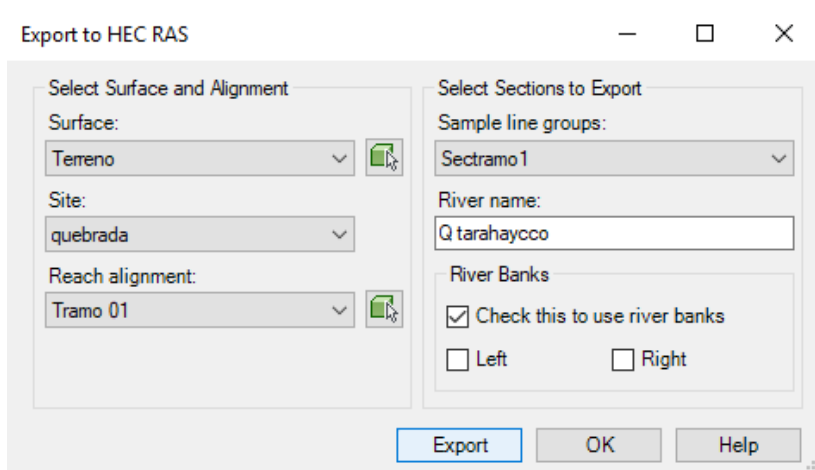 Export to HEC RAS
Select Surface and Alignment
Surface:
Terreno
Site:
quebrada
Reach alignment:
Tramo 01
Select Sections to Export
Sample line groups:
Sectramo1
River name:
Q tarahaycco
River Banks
Check this to use river banks
Left Right
Export OK Help